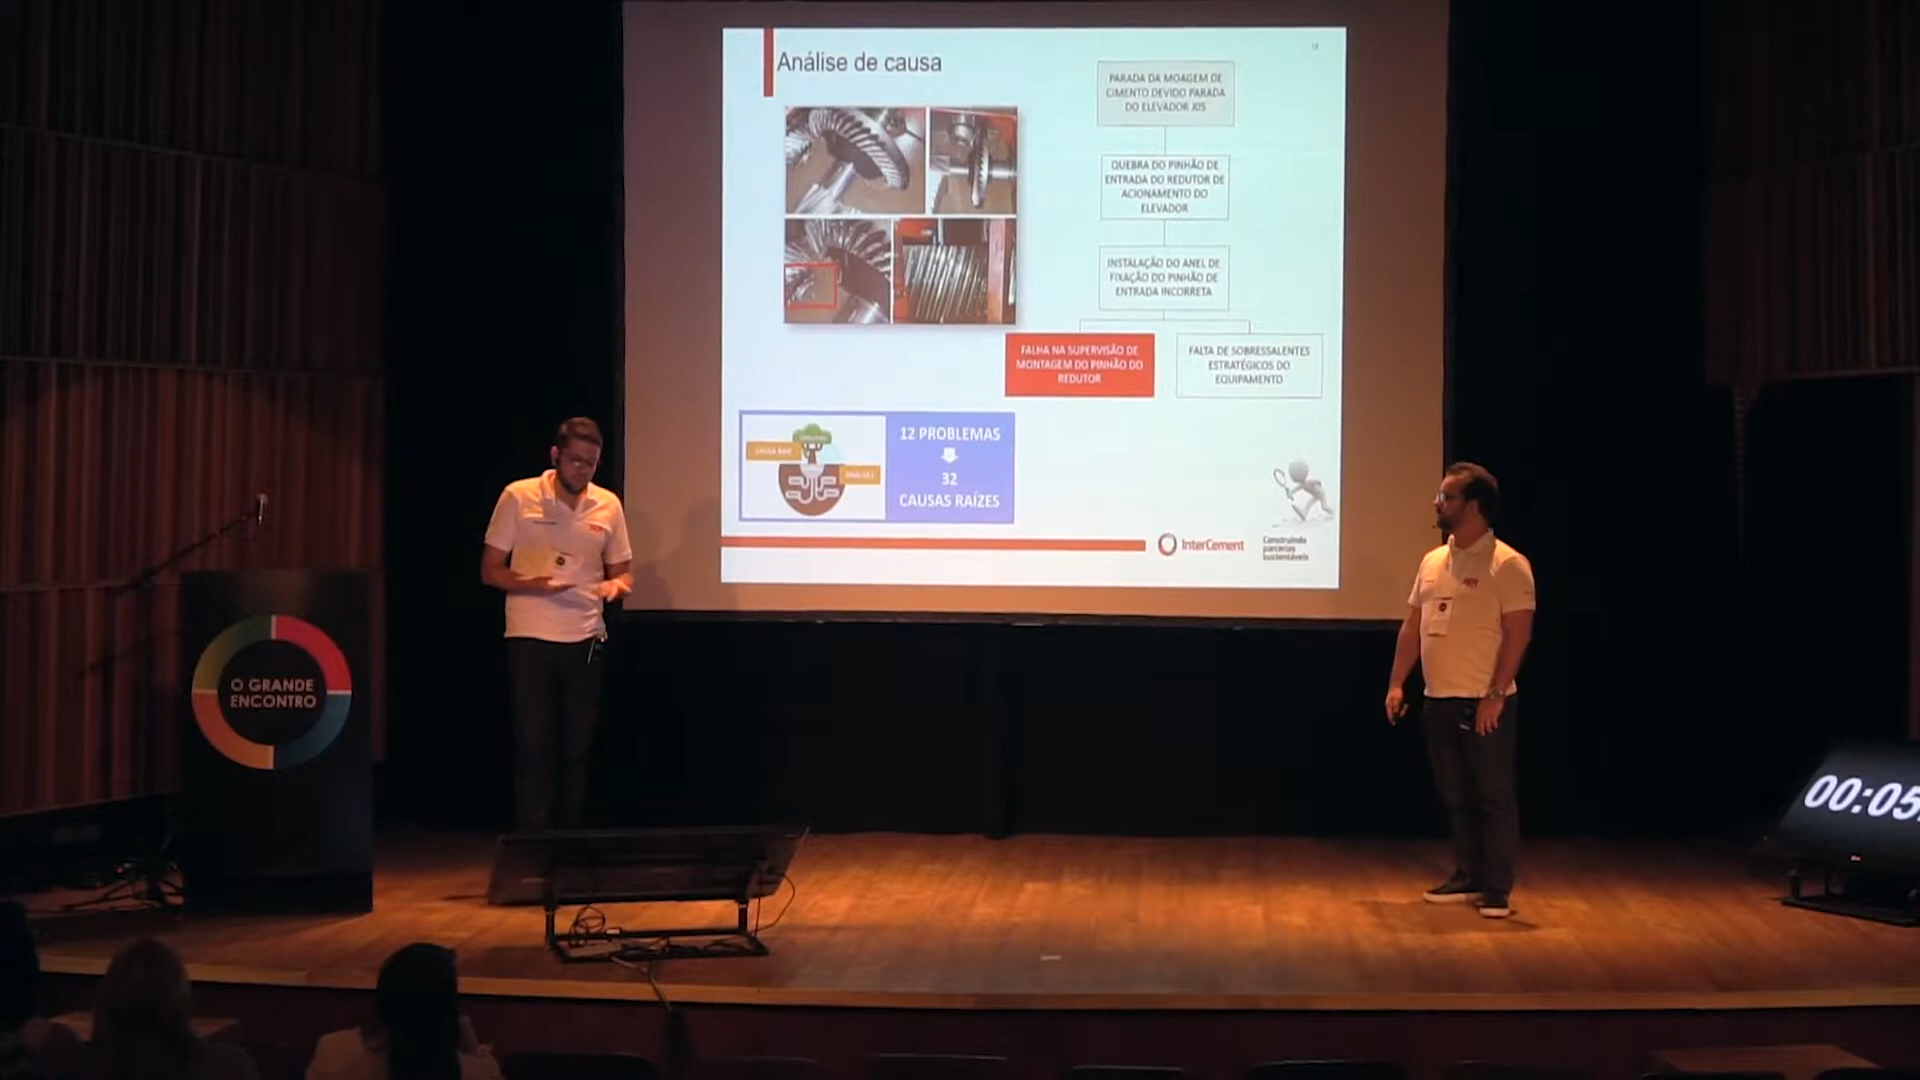 Análise de causa
PARADA DA MOAGEM DE
CIMENTO DEVIDO PARADA
DO ELEVADOR J05
QUEBRA DO PINHÃO DE
ENTRADA DO REDUTOR DE
ACIONAMENTO DO
ELEVADOR
INSTALAÇÃO DO ANEL DE
FIXAÇÃO DO PINHÃO DE
ENTRADA INCORRETA
FALHA NA SUPERVISÃO DE
MONTAGEM DO PINHÃO DO
REDUTOR
FALTA DE SOBRESSALENTES
ESTRATÉGICOS DO
EQUIPAMENTO
12 PROBLEMAS
32
CAUSAS RAÍZES
InterCement
Construindo
parcerias
sustentáveis
O GRANDE
ENCONTRO
00:05